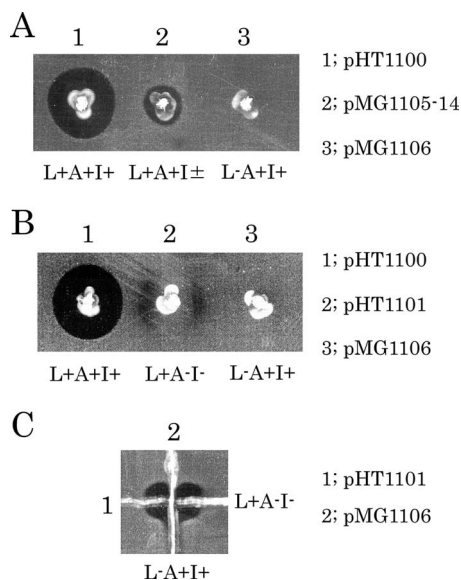 A
1 2 3
1; pHT1100
2; pMG1105-14
3; pMG1106
L+A+I+ L+A+I± L-A+I+
B
1 2 3
1; pHT1100
2; pHT1101
3; pMG1106
L+A+I+ L+A-I- L-A+I+
C
2
1
L+A-I-
1; pHT1101
2; pMG1106
L-A+I+